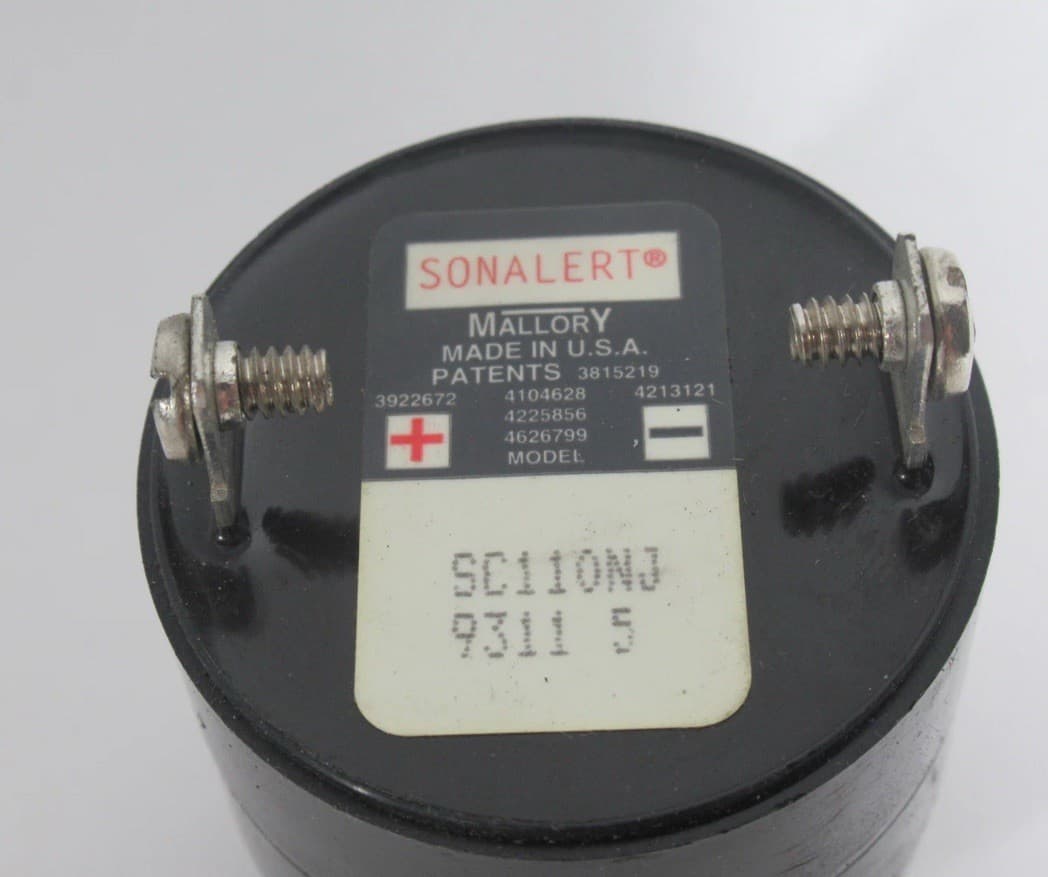 SONALERT®
MALLORY
MADE IN U.S.A.
PATENTS 3815219
3922672 4104628 4213121
4225856
+ 4626799 , −
MODEL
SC110NJ
9311 5